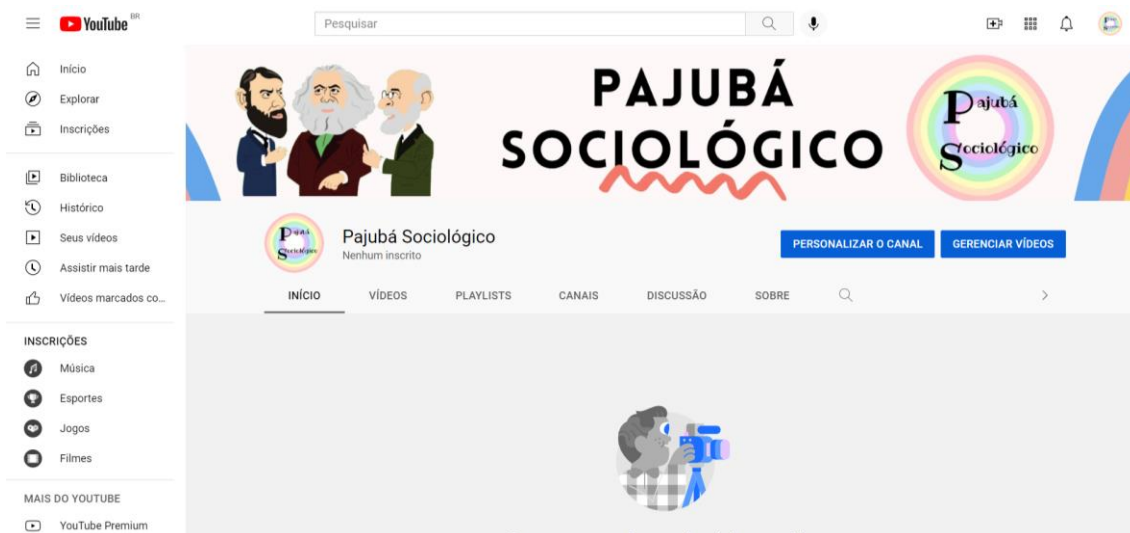 YouTube BR
Pesquisar
Início
Explorar
Inscrições
Biblioteca
Histórico
Seus vídeos
Assistir mais tarde
Vídeos marcados co...
INSCRIÇÕES
Música
Esportes
Jogos
Filmes
MAIS DO YOUTUBE
YouTube Premium
PAJUBÁ
SOCIOLÓGICO
Pajubá
Sociológico
Pajubá
Sociológico
Pajubá Sociológico
Nenhum inscrito
PERSONALIZAR O CANAL
GERENCIAR VÍDEOS
INÍCIO VÍDEOS PLAYLISTS CANAIS DISCUSSÃO SOBRE